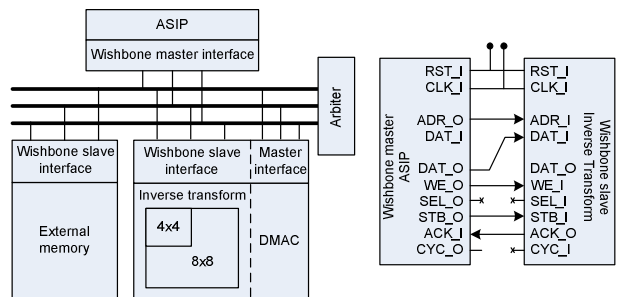 ASIP
Wishbone master interface
Arbiter
Wishbone slave
interface
Wishbone slave
interface
Master
interface
External
memory
Inverse transform
4x4
8x8
DMAC
Wishbone master
ASIP
RST_I
CLK_I
ADR_O
DAT_I
DAT_O
WE_O
SEL_O
STB_O
ACK_I
CYC_O
RST_I
CLK_I
ADR_I
DAT_I
DAT_O
WE_I
SEL_I
STB_I
ACK_O
CYC_I
Wishbone slave
Inverse Transform